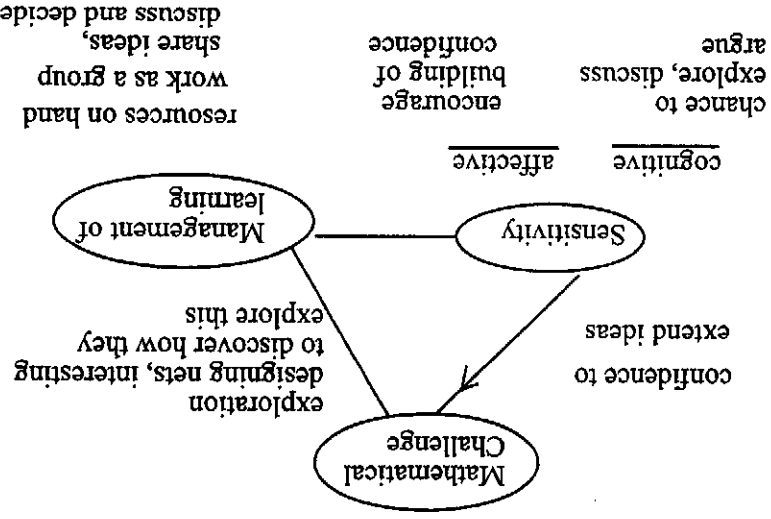 Mathematical
Challenge
exploration
designing nets, interesting
to discover how they
explore this
confidence to
extend ideas
Management of
learning
Sensitivity
resources on hand
work as a group
share ideas,
discuss and decide
affective
encourage
building of
confidence
cognitive
chance to
explore, discuss
argue